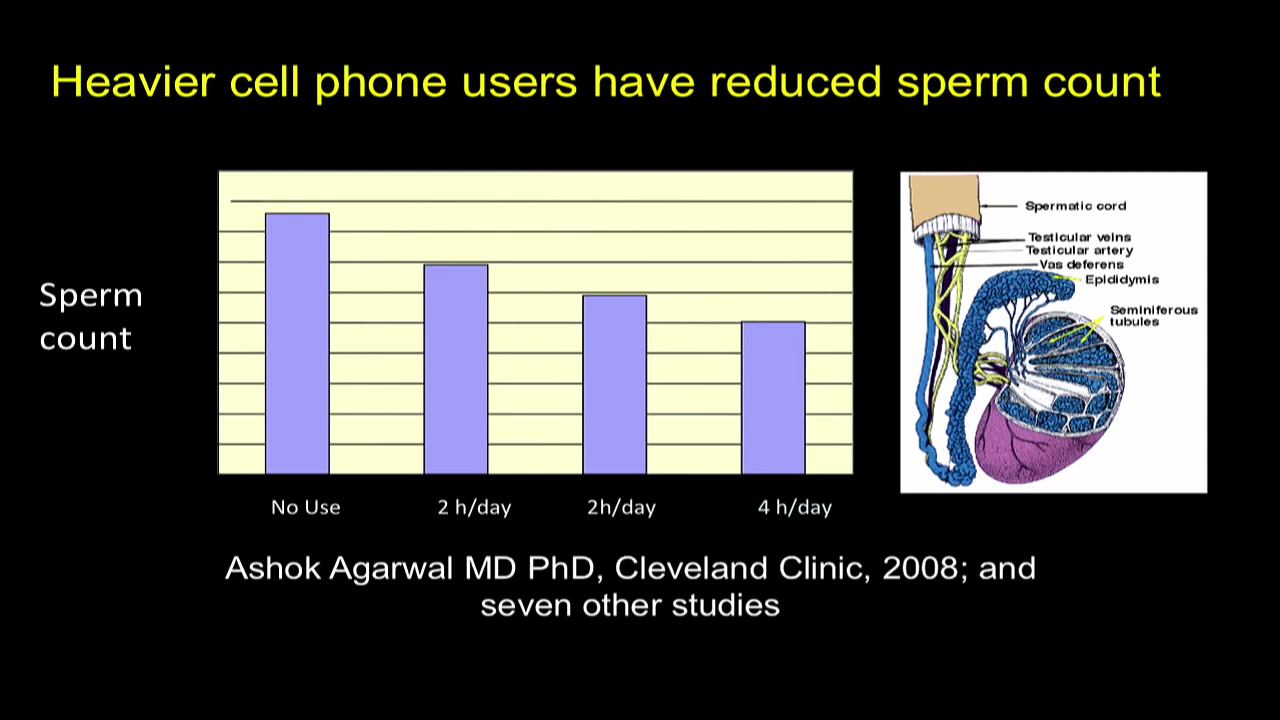 Heavier cell phone users have reduced sperm count
Sperm
count
No Use
2 h/day
2h/day
4 h/day
Spermatic cord
Testicular veins
Testicular artery
Vas deferens
Epididymis
Seminiferous
tubules
Ashok Agarwal MD PhD, Cleveland Clinic, 2008; and
seven other studies